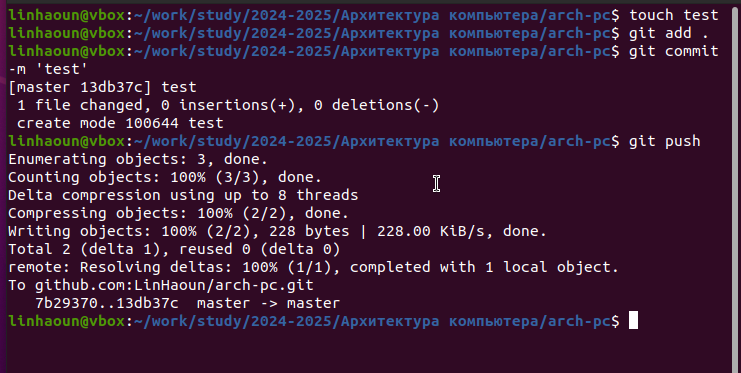 linhaoun@vbox:~/work/study/2024-2025/Архитектура компьютера/arch-pc$ touch test
linhaoun@vbox:~/work/study/2024-2025/Архитектура компьютера/arch-pc$ git add .
linhaoun@vbox:~/work/study/2024-2025/Архитектура компьютера/arch-pc$ git commit
-m 'test'
[master 13db37c] test
 1 file changed, 0 insertions(+), 0 deletions(-)
 create mode 100644 test
linhaoun@vbox:~/work/study/2024-2025/Архитектура компьютера/arch-pc$ git push
Enumerating objects: 3, done.
Counting objects: 100% (3/3), done.
Delta compression using up to 8 threads
Compressing objects: 100% (2/2), done.
Writing objects: 100% (2/2), 228 bytes | 228.00 KiB/s, done.
Total 2 (delta 1), reused 0 (delta 0)
remote: Resolving deltas: 100% (1/1), completed with 1 local object.
To github.com:LinHaoun/arch-pc.git
   7b29370..13db37c  master -> master
linhaoun@vbox:~/work/study/2024-2025/Архитектура компьютера/arch-pc$